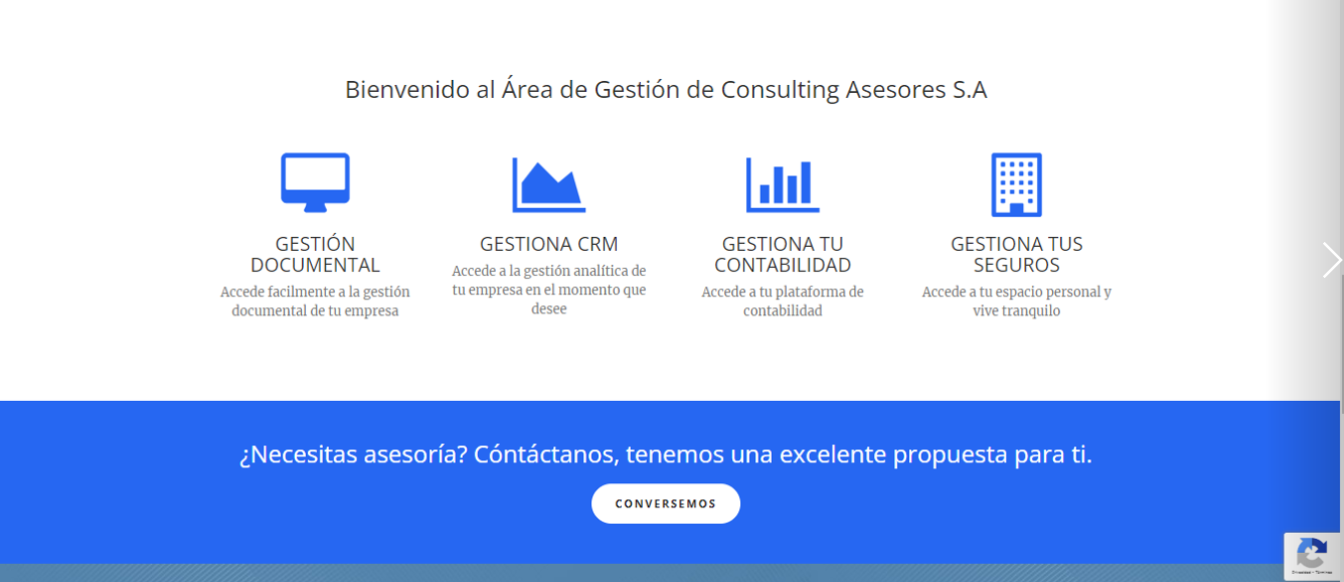 Bienvenido al Área de Gestión de Consulting Asesores S.A
GESTIÓN
DOCUMENTAL
Accede facilmente a la gestión
documental de tu empresa
GESTIONA CRM
Accede a la gestión analítica de
tu empresa en el momento que
desee
GESTIONA TU
CONTABILIDAD
Accede a tu plataforma de
contabilidad
GESTIONA TUS
SEGUROS
Accede a tu espacio personal y
vive tranquilo
¿Necesitas asesoría? Cóntáctanos, tenemos una excelente propuesta para ti.
CONVERSEMOS